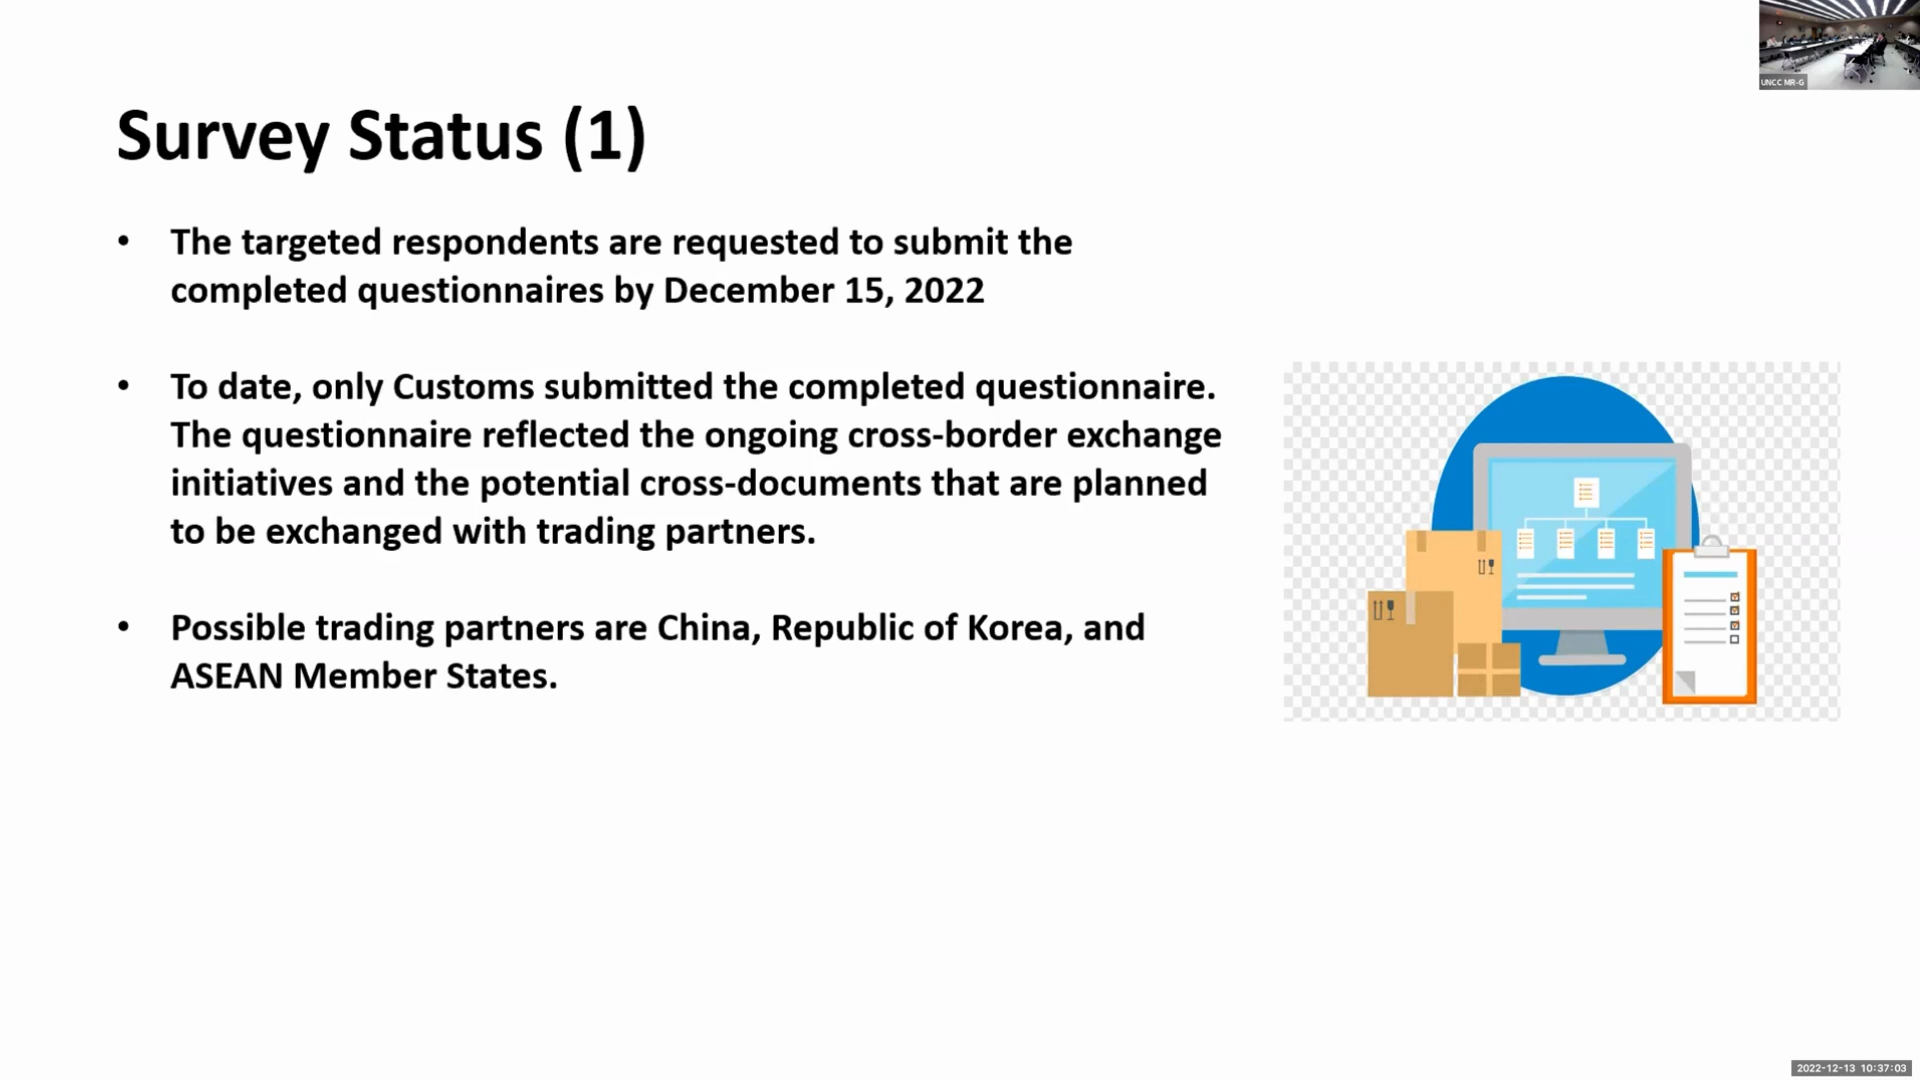 UNCC MR-G
Survey Status (1)
• The targeted respondents are requested to submit the
completed questionnaires by December 15, 2022
• To date, only Customs submitted the completed questionnaire.
The questionnaire reflected the ongoing cross-border exchange
initiatives and the potential cross-documents that are planned
to be exchanged with trading partners.
• Possible trading partners are China, Republic of Korea, and
ASEAN Member States.
2022-12-13 10:37:03